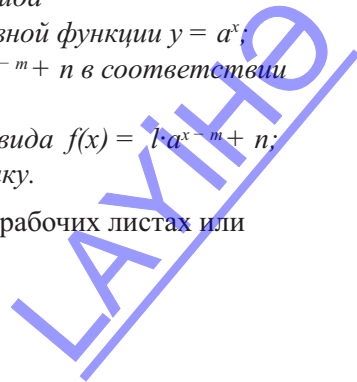 вида
вной функции y = aˣ;
– m + n в соответствии
вида f(x) = l·aˣ ⁻ ᵐ + n;
ку.
рабочих листах или
LAYİHƏ